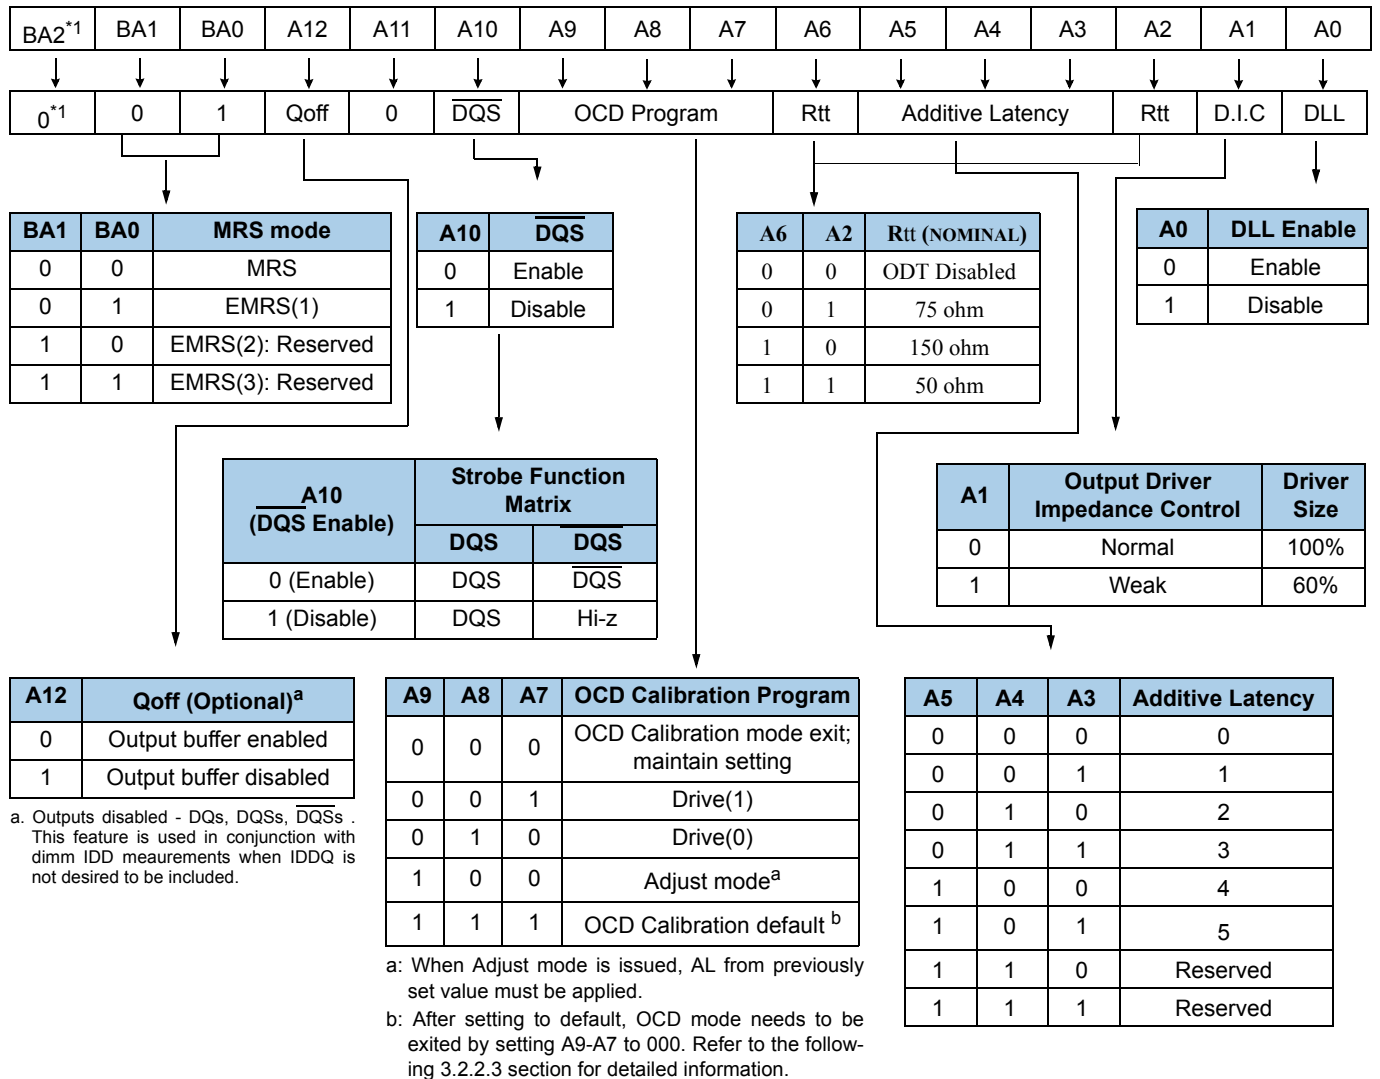 BA2*1 BA1 BA0 A12 A11 A10 A9 A8 A7 A6 A5 A4 A3 A2 A1 A0
0*1 0 1 Qoff 0 D̅Q̅S̅ OCD Program Rtt Additive Latency Rtt D.I.C DLL
BA1 BA0 MRS mode
0 0 MRS
0 1 EMRS(1)
1 0 EMRS(2): Reserved
1 1 EMRS(3): Reserved
A10 D̅Q̅S̅
0 Enable
1 Disable
A6 A2 Rtt (NOMINAL)
0 0 ODT Disabled
0 1 75 ohm
1 0 150 ohm
1 1 50 ohm
A0 DLL Enable
0 Enable
1 Disable
A10
(D̅Q̅S̅ Enable)
Strobe Function
Matrix
DQS D̅Q̅S̅
0 (Enable) DQS D̅Q̅S̅
1 (Disable) DQS Hi-z
A1 Output Driver
Impedance Control
Driver
Size
0 Normal 100%
1 Weak 60%
A12 Qoff (Optional)a
0 Output buffer enabled
1 Output buffer disabled
a. Outputs disabled - DQs, DQSs, D̅Q̅S̅s .
This feature is used in conjunction with
dimm IDD meaurements when IDDQ is
not desired to be included.
A9 A8 A7 OCD Calibration Program
0 0 0 OCD Calibration mode exit;
maintain setting
0 0 1 Drive(1)
0 1 0 Drive(0)
1 0 0 Adjust modea
1 1 1 OCD Calibration default b
a: When Adjust mode is issued, AL from previously
set value must be applied.
b: After setting to default, OCD mode needs to be
exited by setting A9-A7 to 000. Refer to the follow-
ing 3.2.2.3 section for detailed information.
A5 A4 A3 Additive Latency
0 0 0 0
0 0 1 1
0 1 0 2
0 1 1 3
1 0 0 4
1 0 1 5
1 1 0 Reserved
1 1 1 Reserved